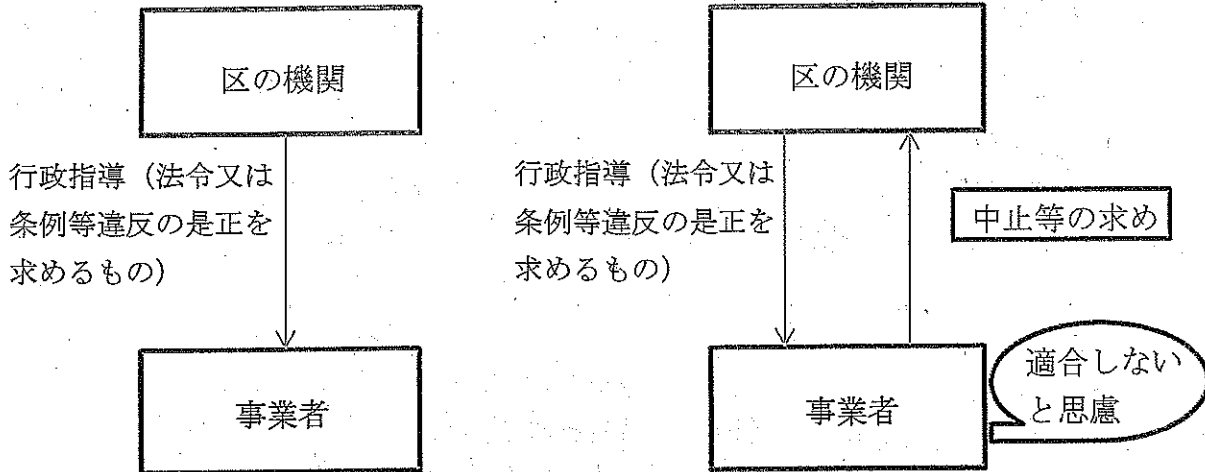 区の機関
行政指導（法令又は
条例等違反の是正を
求めるもの）
事業者
区の機関
行政指導（法令又は
条例等違反の是正を
求めるもの）
中止等の求め
事業者
適合しない
と思慮